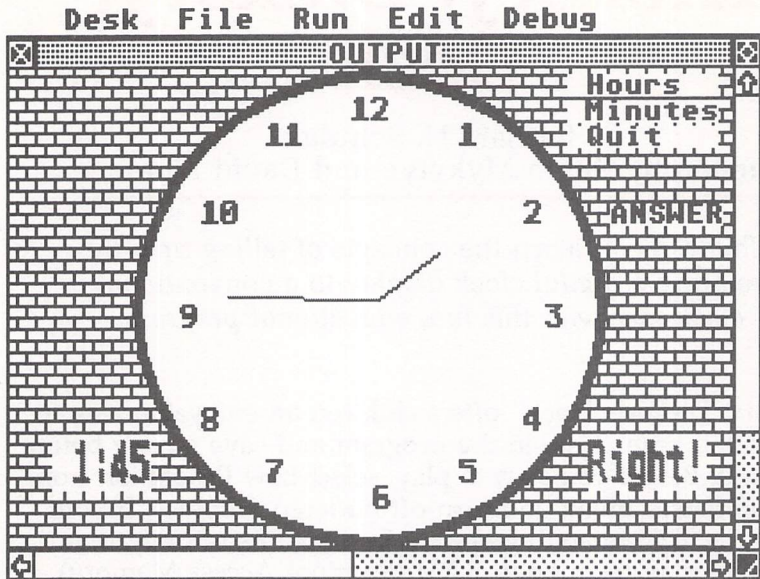 Desk File Run Edit Debug
OUTPUT
Hours
Minutes
Quit
12
11 1
10 2
ANSWER
9 3
8 4
1:45 7 5 Right!
6